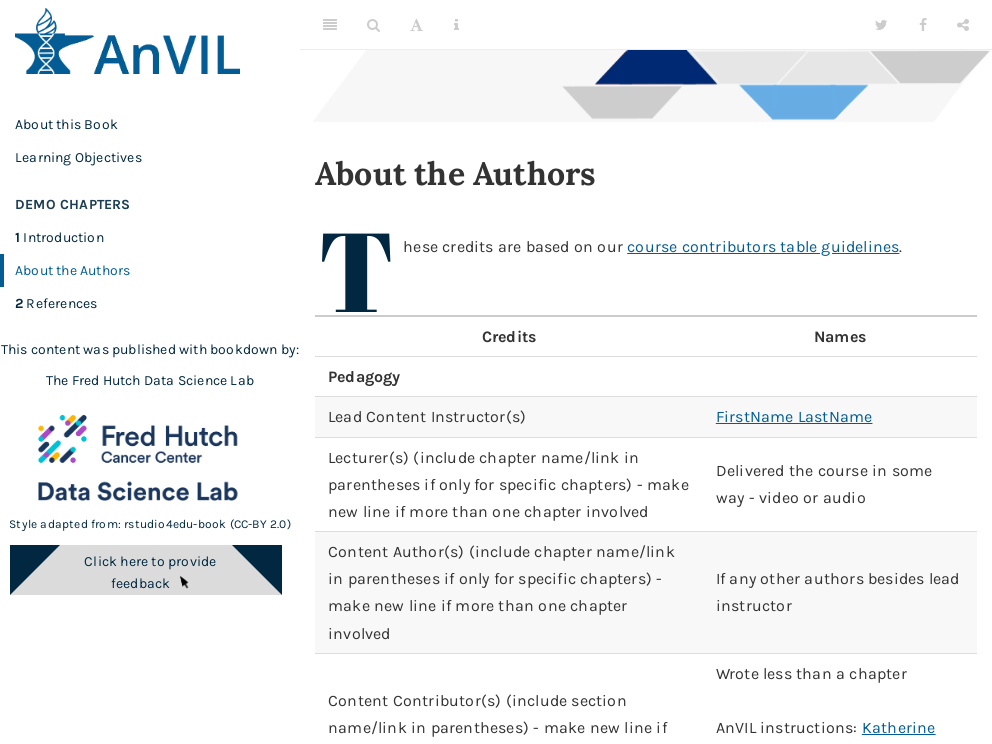 AnVIL
About this Book
Learning Objectives
DEMO CHAPTERS
1 Introduction
About the Authors
2 References
This content was published with bookdown by:
The Fred Hutch Data Science Lab
Fred Hutch
Cancer Center
Data Science Lab
Style adapted from: rstudio4edu-book (CC-BY 2.0)
Click here to provide
feedback
A
About the Authors
These credits are based on our course contributors table guidelines.
Credits
Names
Pedagogy
Lead Content Instructor(s)
FirstName LastName
Lecturer(s) (include chapter name/link in
parentheses if only for specific chapters) - make
new line if more than one chapter involved
Delivered the course in some
way - video or audio
Content Author(s) (include chapter name/link
in parentheses if only for specific chapters) -
make new line if more than one chapter
involved
If any other authors besides lead
instructor
Content Contributor(s) (include section
name/link in parentheses) - make new line if
Wrote less than a chapter
AnVIL instructions: Katherine